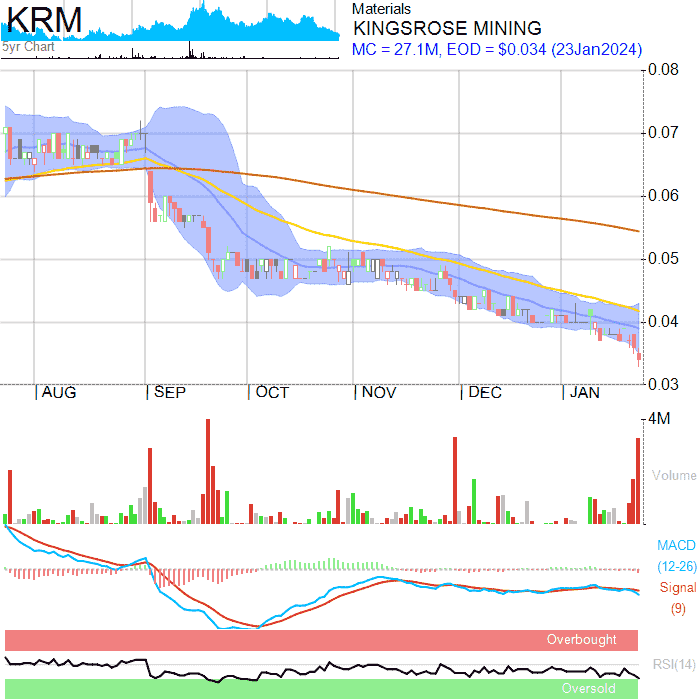 KRM
5yr Chart
Materials
KINGSROSE MINING
MC = 27.1M, EOD = $0.034 (23Jan2024)
0.08
0.07
0.06
0.05
0.04
0.03
AUG
SEP
OCT
NOV
DEC
JAN
4M
Volume
MACD
(12-26)
Signal
(9)
Overbought
RSI(14)
Oversold